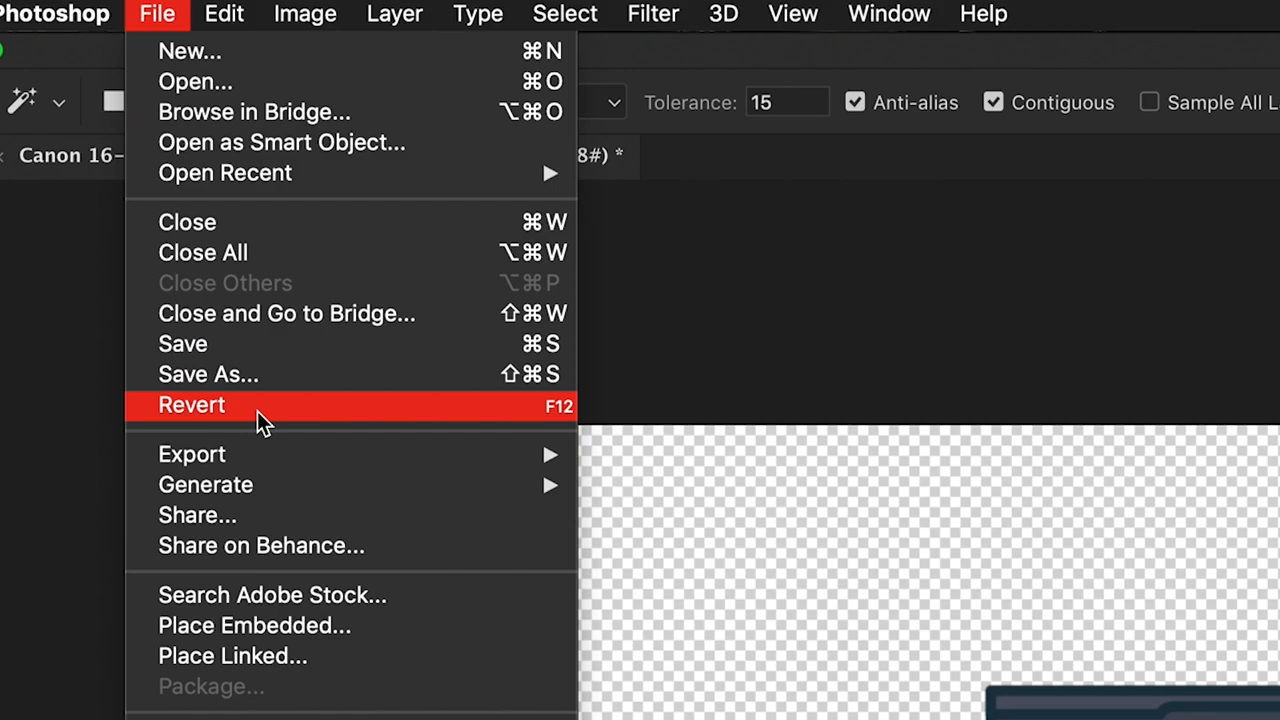 Photoshop File Edit Image Layer Type Select Filter 3D View Window Help
New... ⌘N
Open... ⌘O
Browse in Bridge... ⌥⌘O
Open as Smart Object...
Open Recent
Close ⌘W
Close All ⌥⌘W
Close Others ⌥⌘P
Close and Go to Bridge... ⇧⌘W
Save ⌘S
Save As... ⇧⌘S
Revert F12
Export
Generate
Share...
Share on Behance...
Search Adobe Stock...
Place Embedded...
Place Linked...
Package...
Tolerance: 15 Anti-alias Contiguous Sample All L
Canon 16-
8#) *